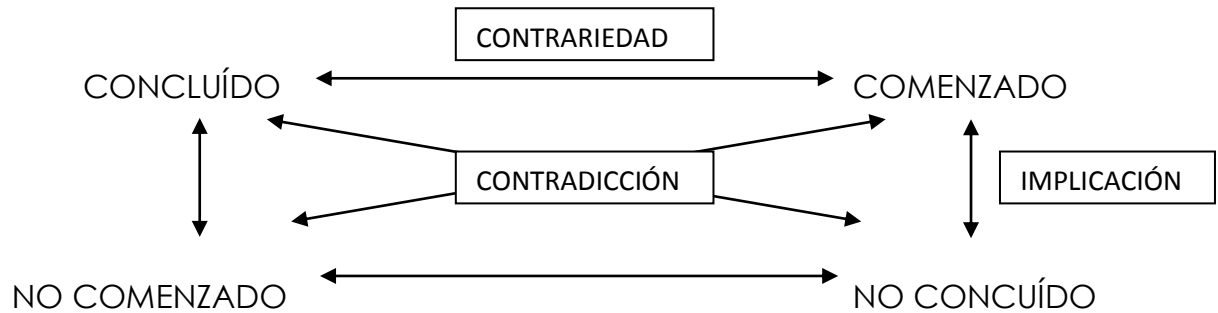 CONTRARIEDAD
CONCLUÍDO COMENZADO
CONTRADICCIÓN IMPLICACIÓN
NO COMENZADO NO CONCUÍDO